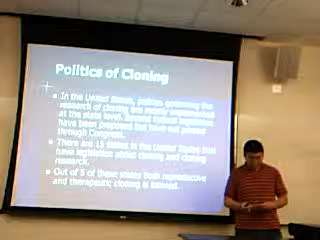 Politics of Cloning
In the United States, policies governing the
research of cloning are mostly
at the state level. Several federal legislation
have been proposed but have not passed
through Congress.
There are 15 states in the United States that
have legislation about cloning and cloning
research.
Out of 5 of these states both reproductive
and therapeutic cloning is banned.